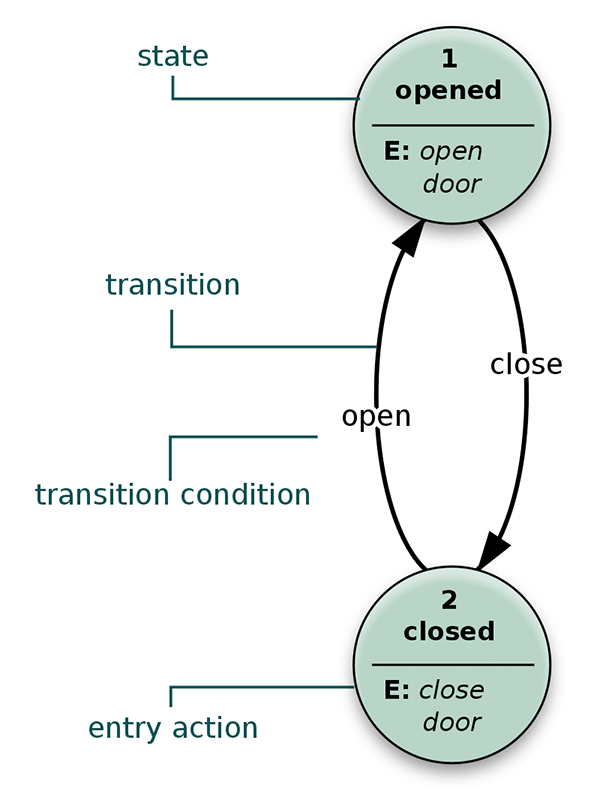 state
1
opened
E: open
door
transition
close
open
transition condition
2
closed
E: close
door
entry action